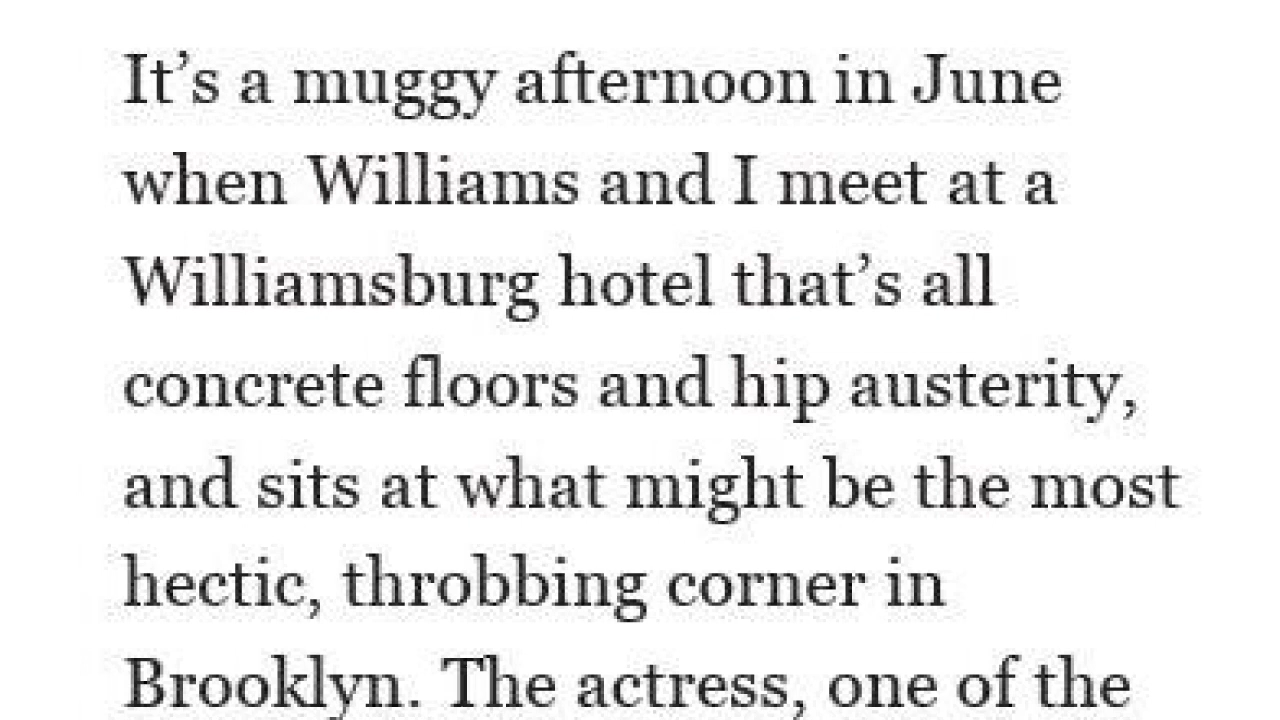 It’s a muggy afternoon in June
when Williams and I meet at a
Williamsburg hotel that’s all
concrete floors and hip austerity,
and sits at what might be the most
hectic, throbbing corner in
Brooklyn. The actress, one of the